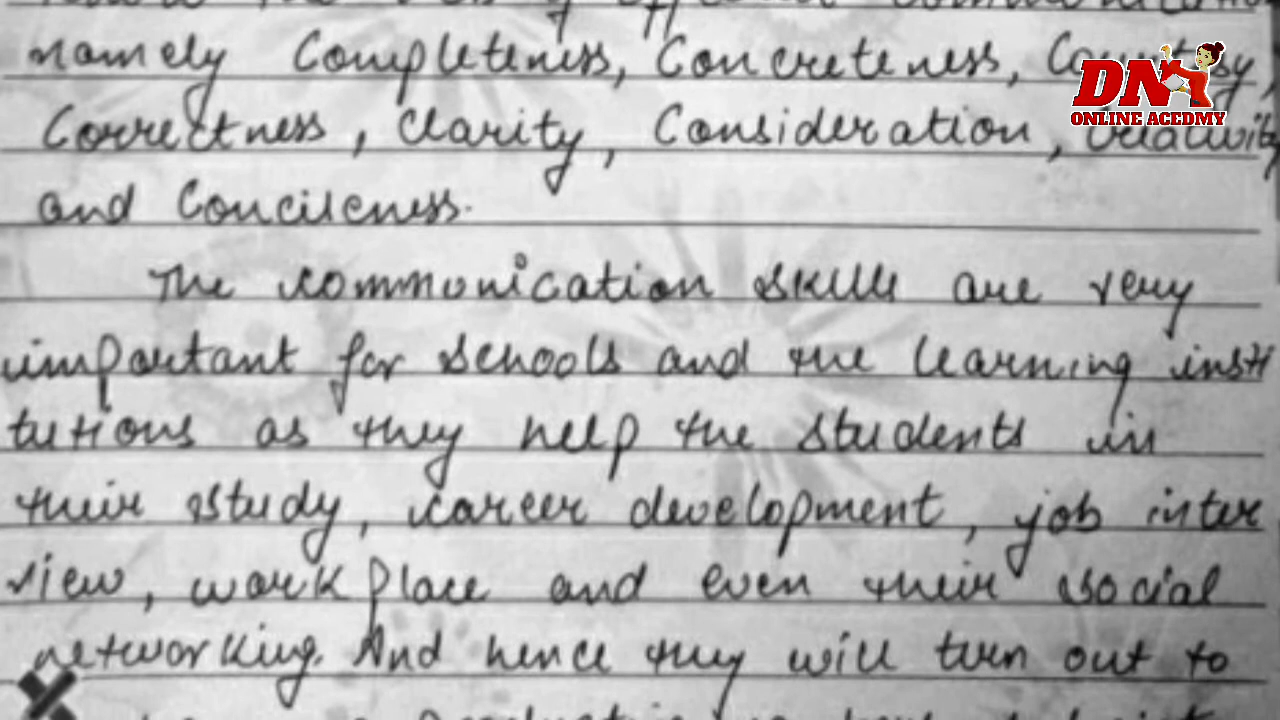 namely Completeness, Concreteness,
DN
ONLINE ACEDMY
Correctness, Clarity, Consideration, Creativity
and Conciseness.
The communication skills are very
important for schools and the learning insti
tutions as they help the students in
their study, career development, job inter
view, workplace and even their social
networking. And hence they will turn out to